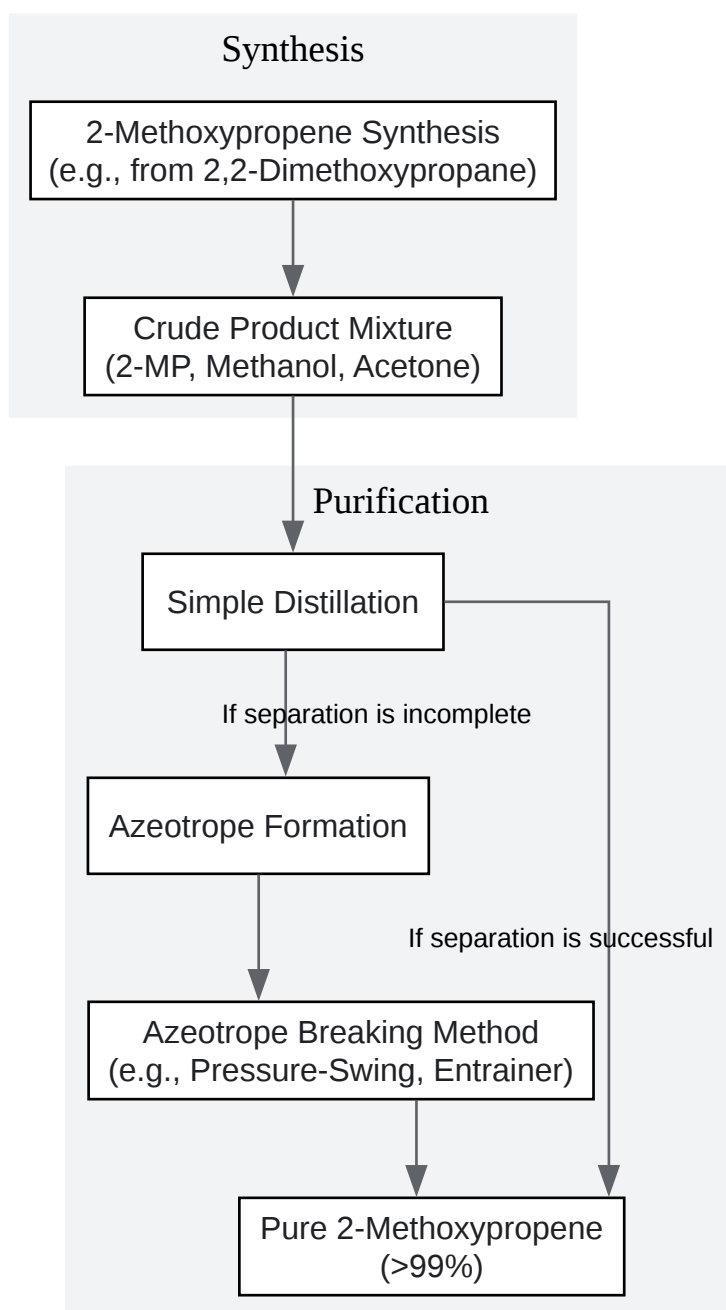 Synthesis
2-Methoxypropene Synthesis
(e.g., from 2,2-Dimethoxypropane)
Crude Product Mixture
(2-MP, Methanol, Acetone)
Purification
Simple Distillation
If separation is incomplete
Azeotrope Formation
If separation is successful
Azeotrope Breaking Method
(e.g., Pressure-Swing, Entrainer)
Pure 2-Methoxypropene
(>99%)